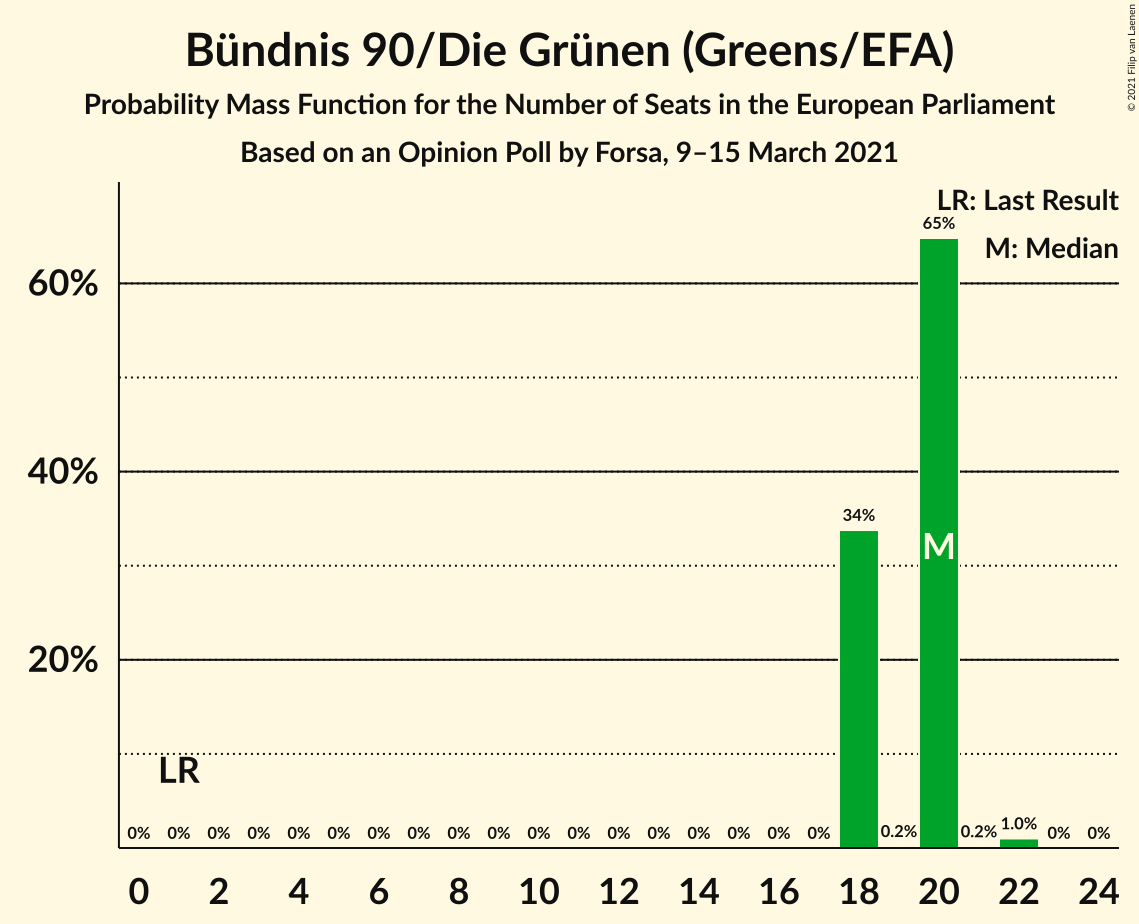 Bündnis 90/Die Grünen (Greens/EFA)
Probability Mass Function for the Number of Seats in the European Parliament
Based on an Opinion Poll by Forsa, 9–15 March 2021
© 2021 Filip van Laenen
LR: Last Result
65%
M: Median
60%
40%
34%
M
20%
LR
0% 0% 0% 0% 0% 0% 0% 0% 0% 0% 0% 0% 0% 0% 0% 0% 0% 0% 0.2% 0.2% 1.0% 0% 0%
0 2 4 6 8 10 12 14 16 18 20 22 24